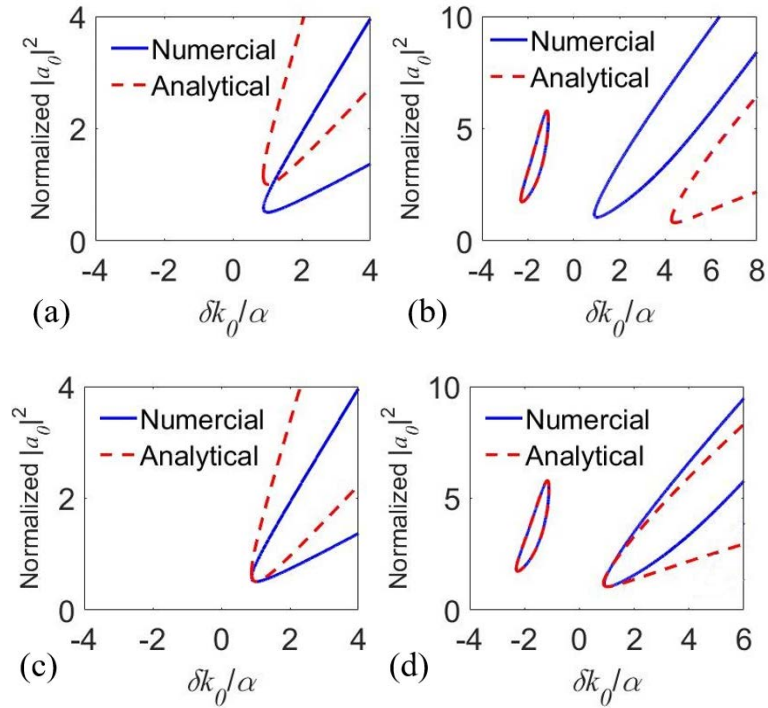 Normalized |a₀|²
4
2
0
Numercial
Analytical
-4 -2 0 2 4
δk₀/α
(a)
Normalized |a₀|²
10
5
0
Numercial
Analytical
-4 -2 0 2 4 6 8
δk₀/α
(b)
Normalized |a₀|²
4
2
0
Numercial
Analytical
-4 -2 0 2 4
δk₀/α
(c)
Normalized |a₀|²
10
5
0
Numercial
Analytical
-4 -2 0 2 4 6
δk₀/α
(d)